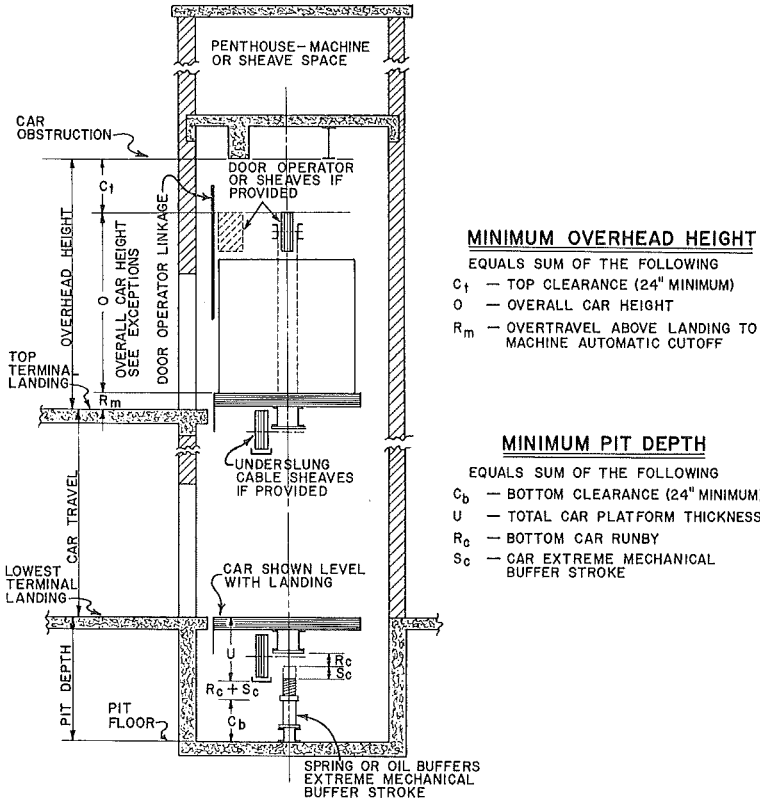 PENTHOUSE-MACHINE
OR SHEAVE SPACE
CAR
OBSTRUCTION
DOOR OPERATOR
OR SHEAVES IF
PROVIDED
Ct
OVERHEAD HEIGHT
O
OVERALL CAR HEIGHT
SEE EXCEPTIONS
DOOR OPERATOR LINKAGE
TOP
TERMINAL
LANDING
Rm
UNDERSLUNG
CABLE SHEAVES
IF PROVIDED
CAR TRAVEL
LOWEST
TERMINAL
LANDING
CAR SHOWN LEVEL
WITH LANDING
U
Rc
Sc
Rc + Sc
PIT DEPTH
PIT
FLOOR
Cb
SPRING OR OIL BUFFERS
EXTREME MECHANICAL
BUFFER STROKE
MINIMUM OVERHEAD HEIGHT
EQUALS SUM OF THE FOLLOWING
Ct — TOP CLEARANCE (24" MINIMUM)
O — OVERALL CAR HEIGHT
Rm — OVERTRAVEL ABOVE LANDING TO
MACHINE AUTOMATIC CUTOFF
MINIMUM PIT DEPTH
EQUALS SUM OF THE FOLLOWING
Cb — BOTTOM CLEARANCE (24" MINIMUM)
U — TOTAL CAR PLATFORM THICKNESS
Rc — BOTTOM CAR RUNBY
Sc — CAR EXTREME MECHANICAL
BUFFER STROKE